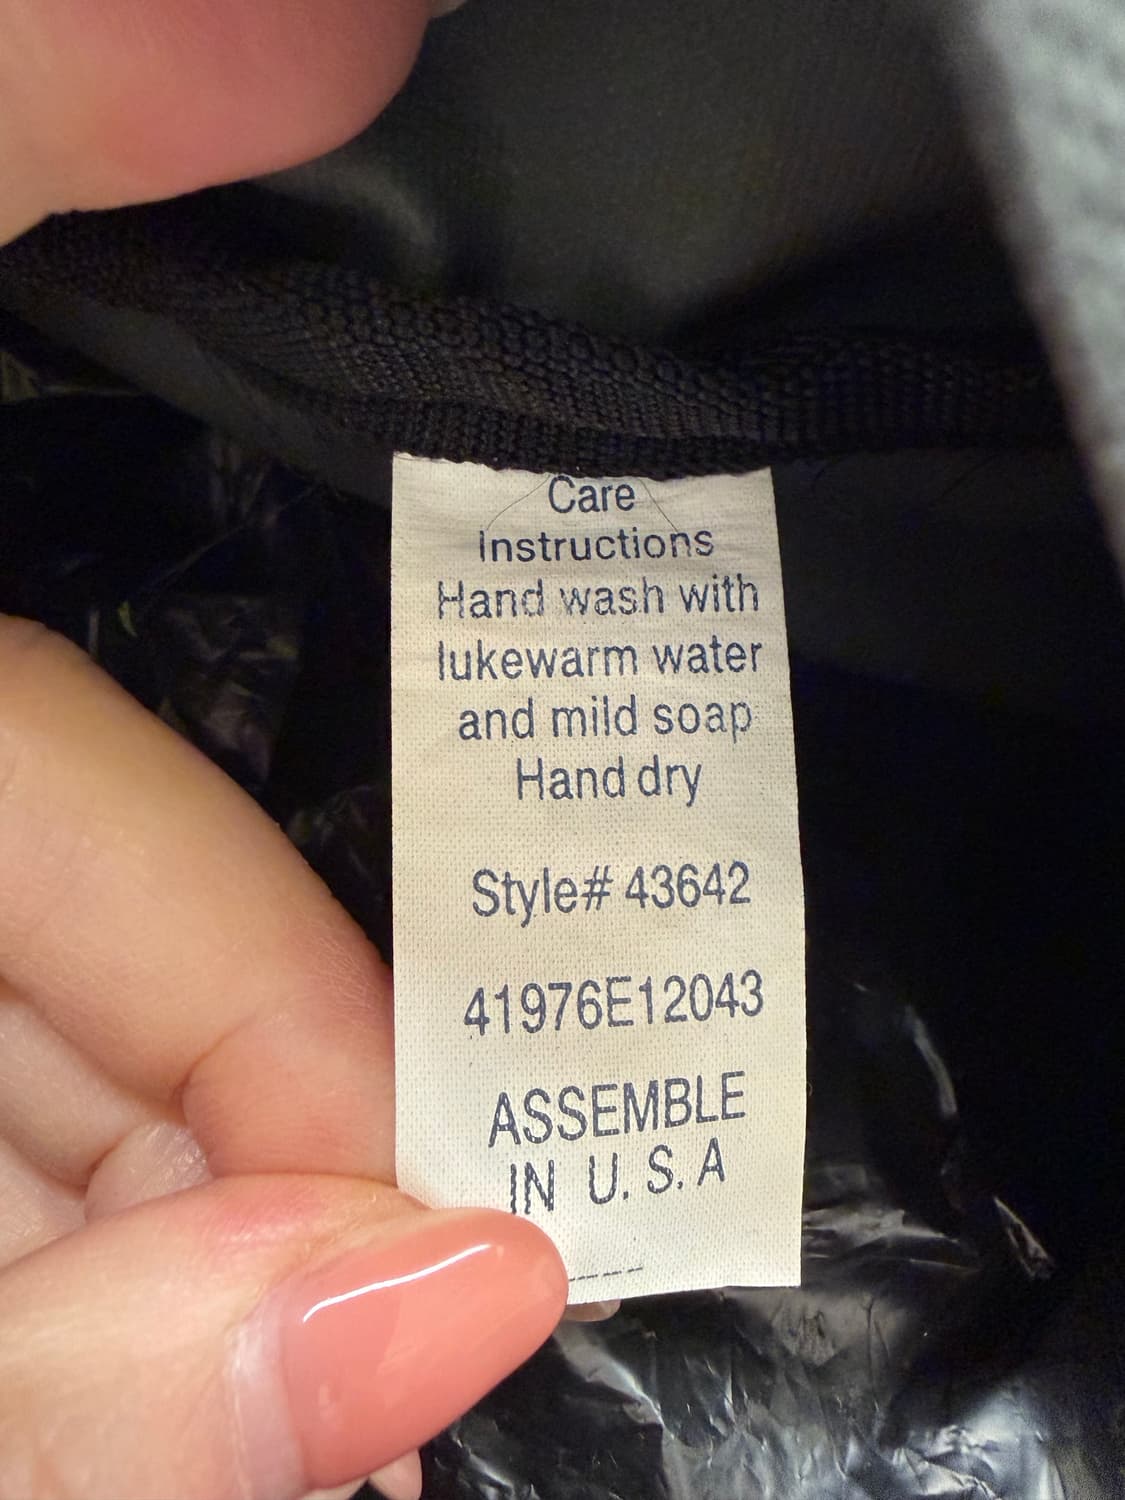 Care
Instructions
Hand wash with
lukewarm water
and mild soap
Hand dry
Style# 43642
41976E12043
ASSEMBLE
IN U.S.A